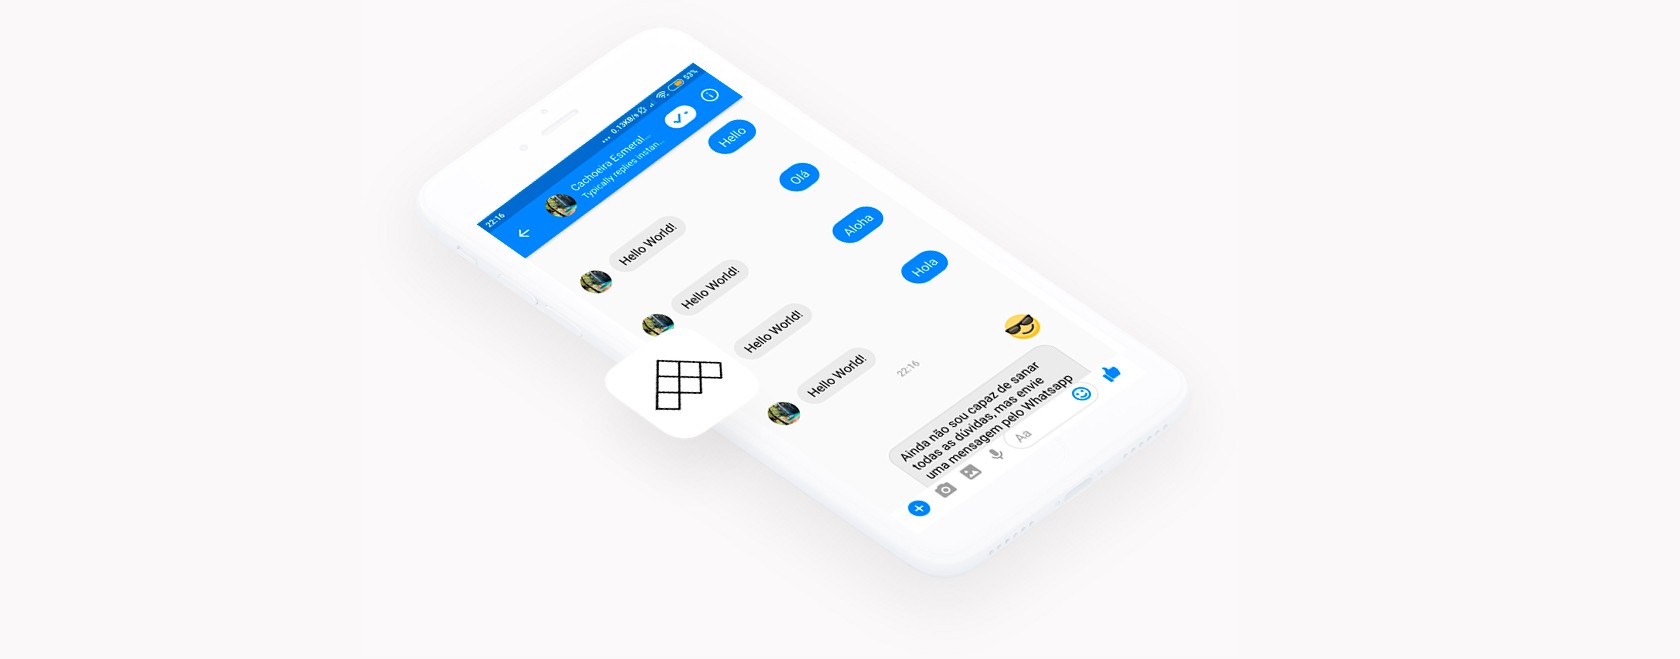 22:16
... 0.13KB/s
53%
Cachoeira Esmeral...
Typically replies instan...
Hello
Hello World!
Olá
Hello World!
Aloha
Hello World!
Hola
Hello World!
22:16
Ainda não sou capaz de sanar
todas as dúvidas, mas envie
uma mensagem pelo Whatsapp
Aa